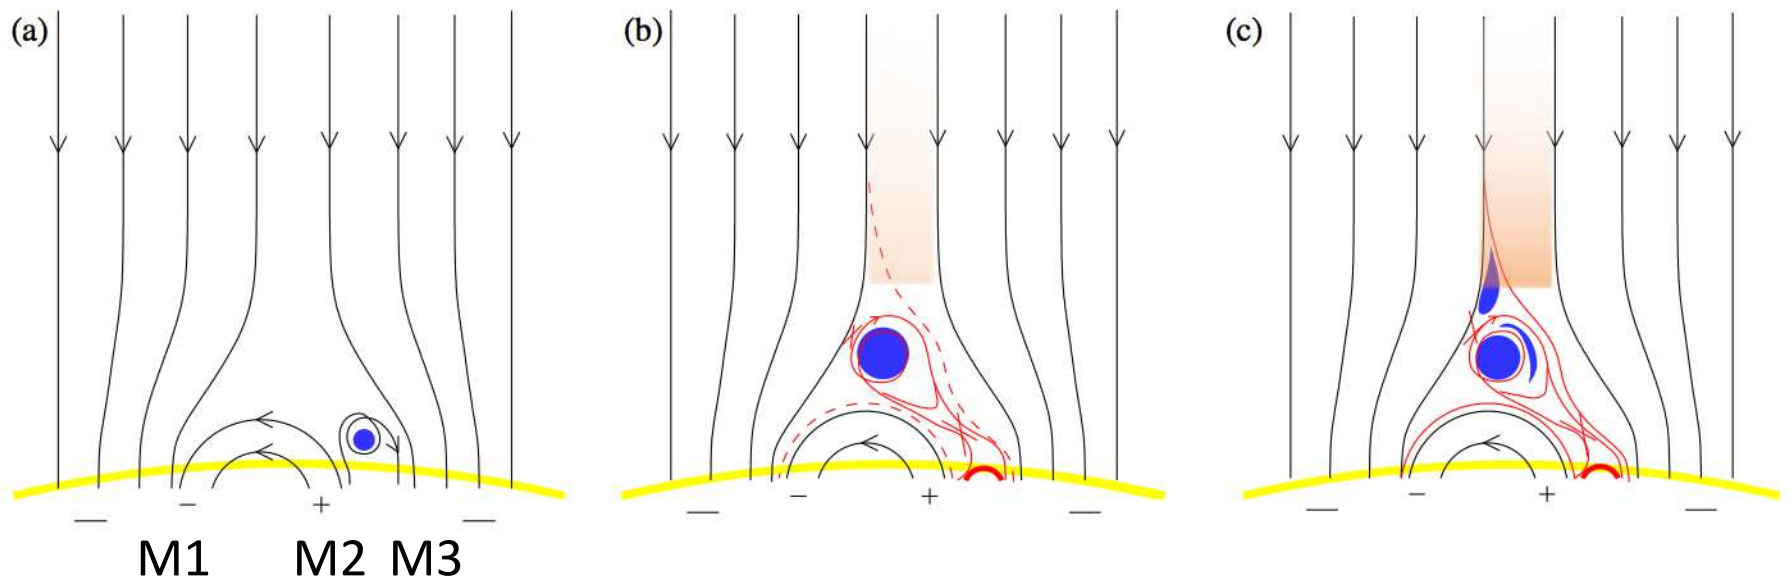 (a) (b) (c)
— − + —
— − + —
— − + —
M1 M2 M3